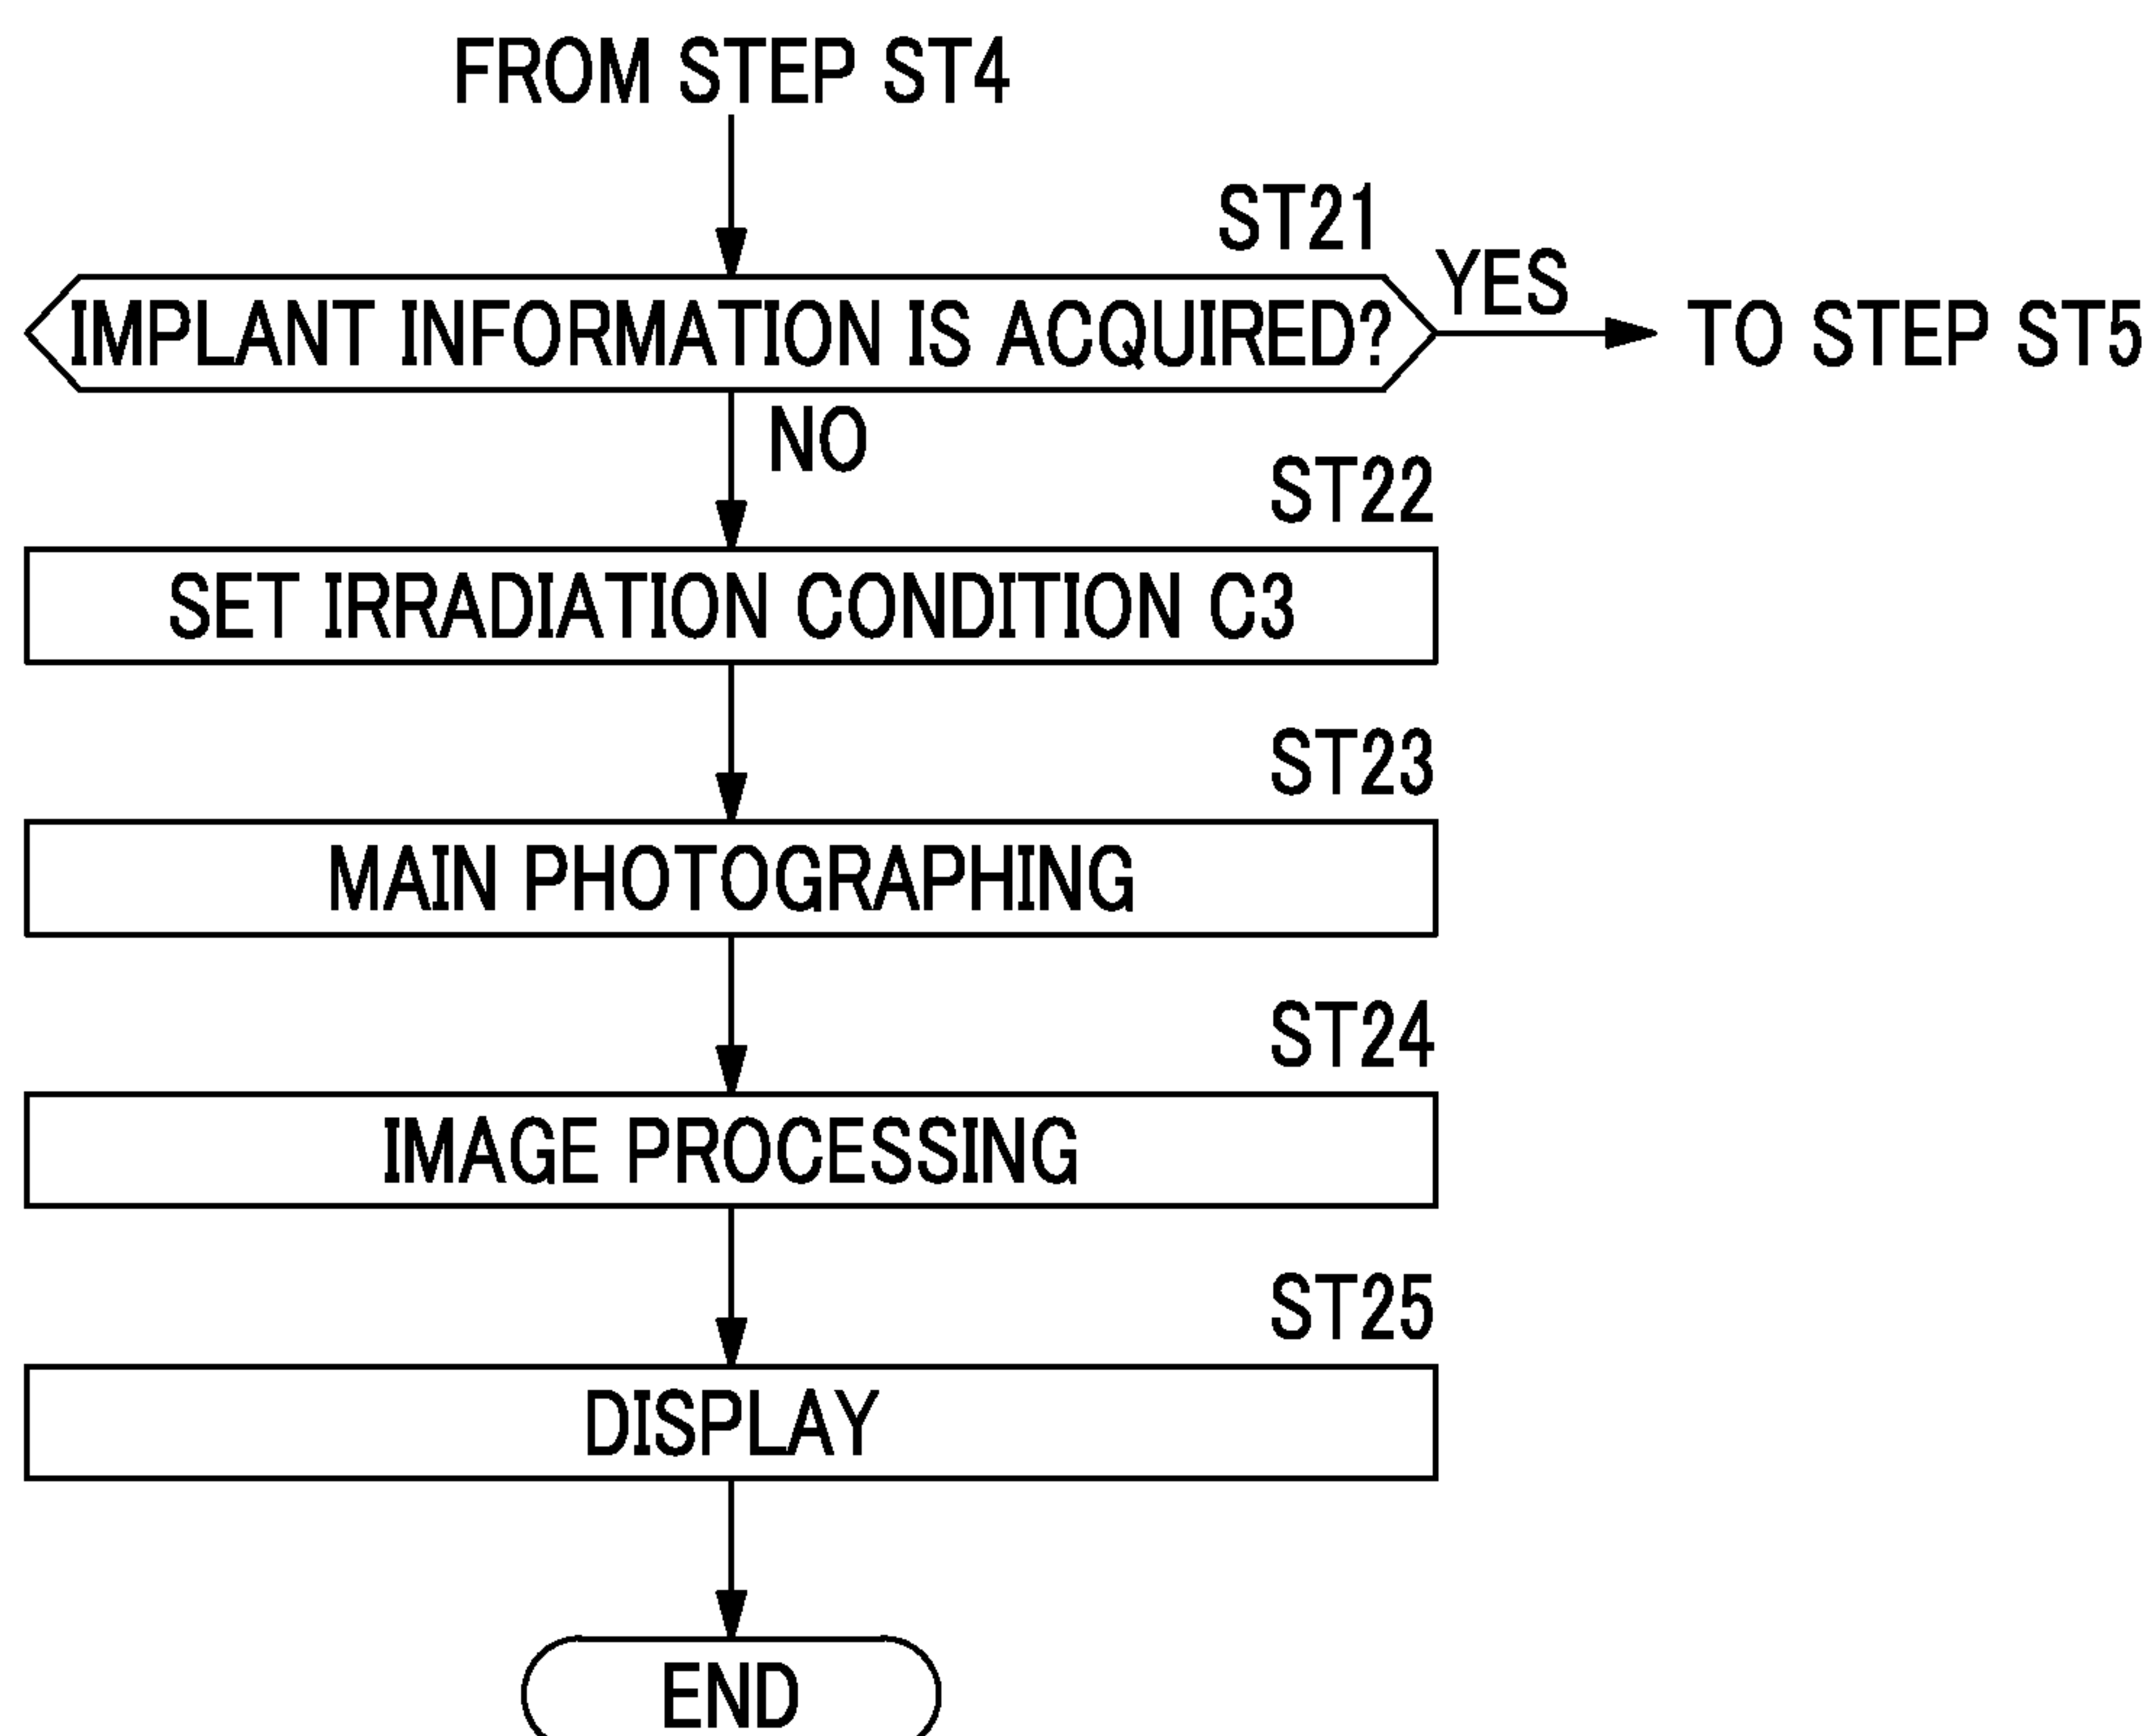 FROM STEP ST4
ST21
IMPLANT INFORMATION IS ACQUIRED?
YES
TO STEP ST5
NO
ST22
SET IRRADIATION CONDITION C3
ST23
MAIN PHOTOGRAPHING
ST24
IMAGE PROCESSING
ST25
DISPLAY
END